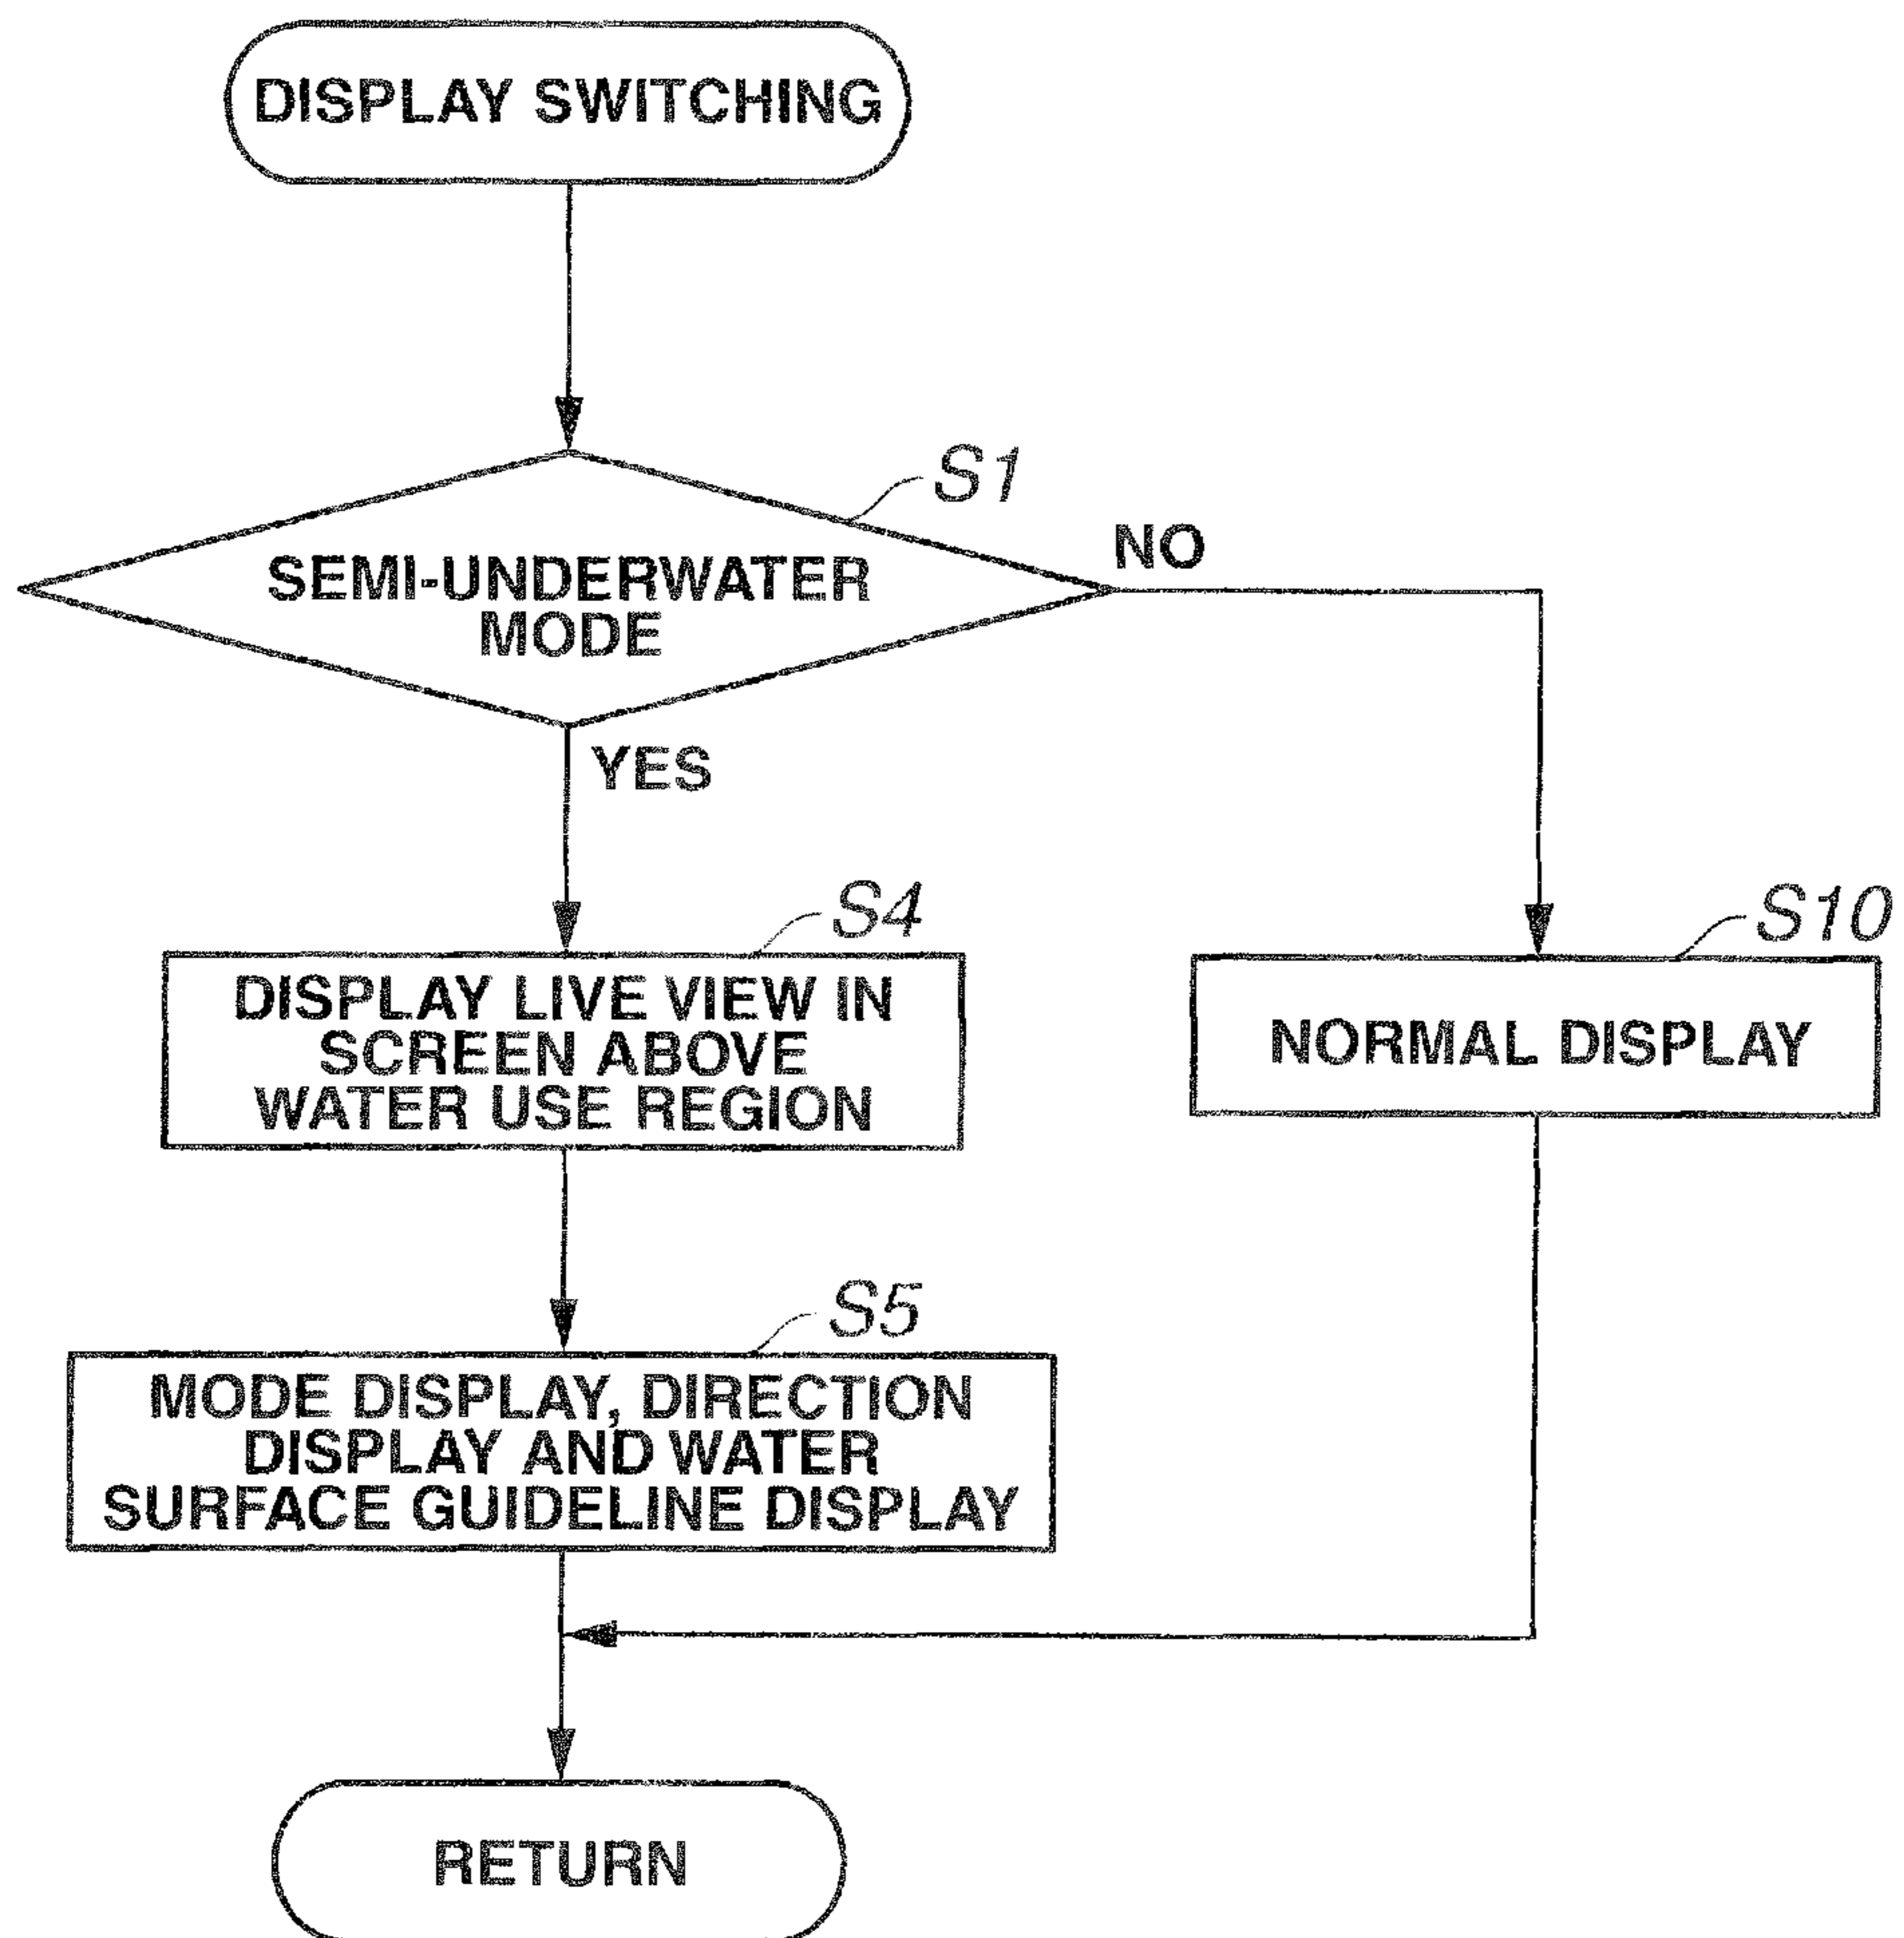 DISPLAY SWITCHING
S1
SEMI-UNDERWATER
MODE
NO
YES
S4
DISPLAY LIVE VIEW IN
SCREEN ABOVE
WATER USE REGION
S10
NORMAL DISPLAY
S5
MODE DISPLAY, DIRECTION
DISPLAY AND WATER
SURFACE GUIDELINE DISPLAY
RETURN